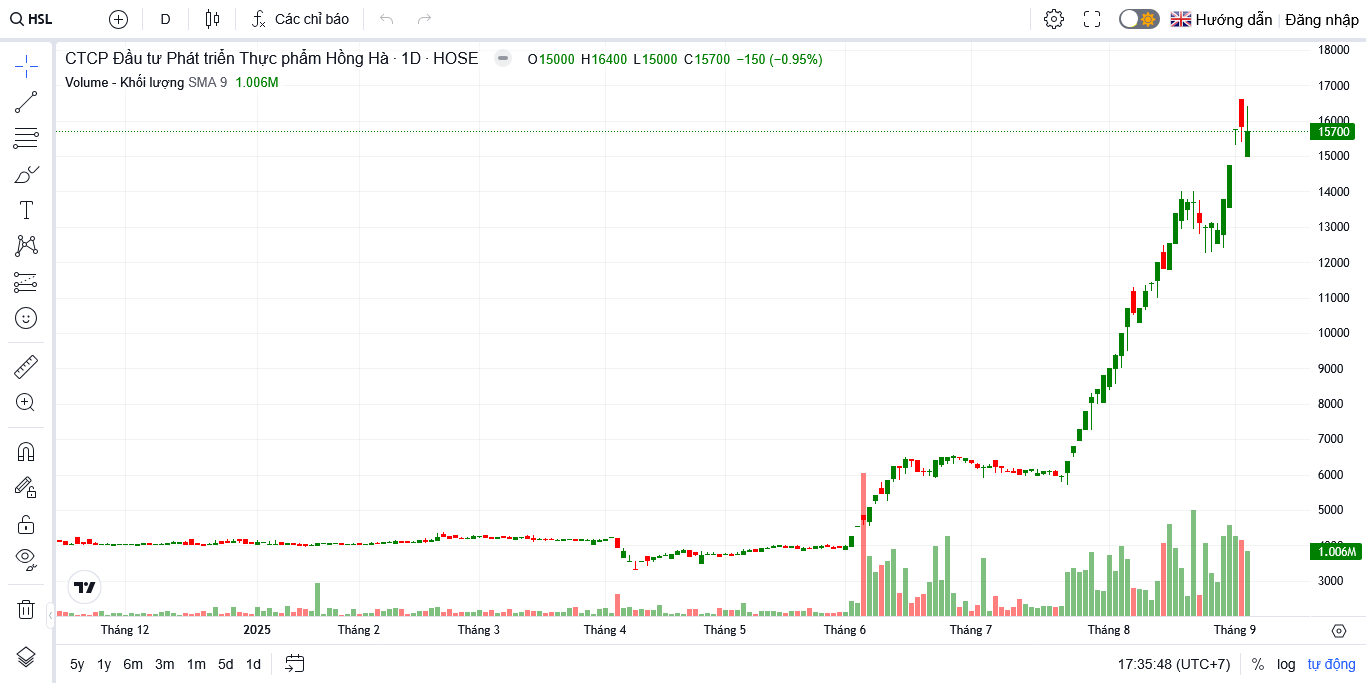 HSL D Các chỉ báo Hướng dẫn Đăng nhập
CTCP Đầu tư Phát triển Thực phẩm Hồng Hà · 1D · HOSE O15000 H16400 L15000 C15700 −150 (−0.95%)
Volume - Khối lượng SMA 9 1.006M
18000
17000
16000
15700
15000
14000
13000
12000
11000
10000
9000
8000
7000
6000
5000
4000
1.006M
3000
Tháng 12 2025 Tháng 2 Tháng 3 Tháng 4 Tháng 5 Tháng 6 Tháng 7 Tháng 8 Tháng 9
5y 1y 6m 3m 1m 5d 1d 17:35:48 (UTC+7) % log tự động